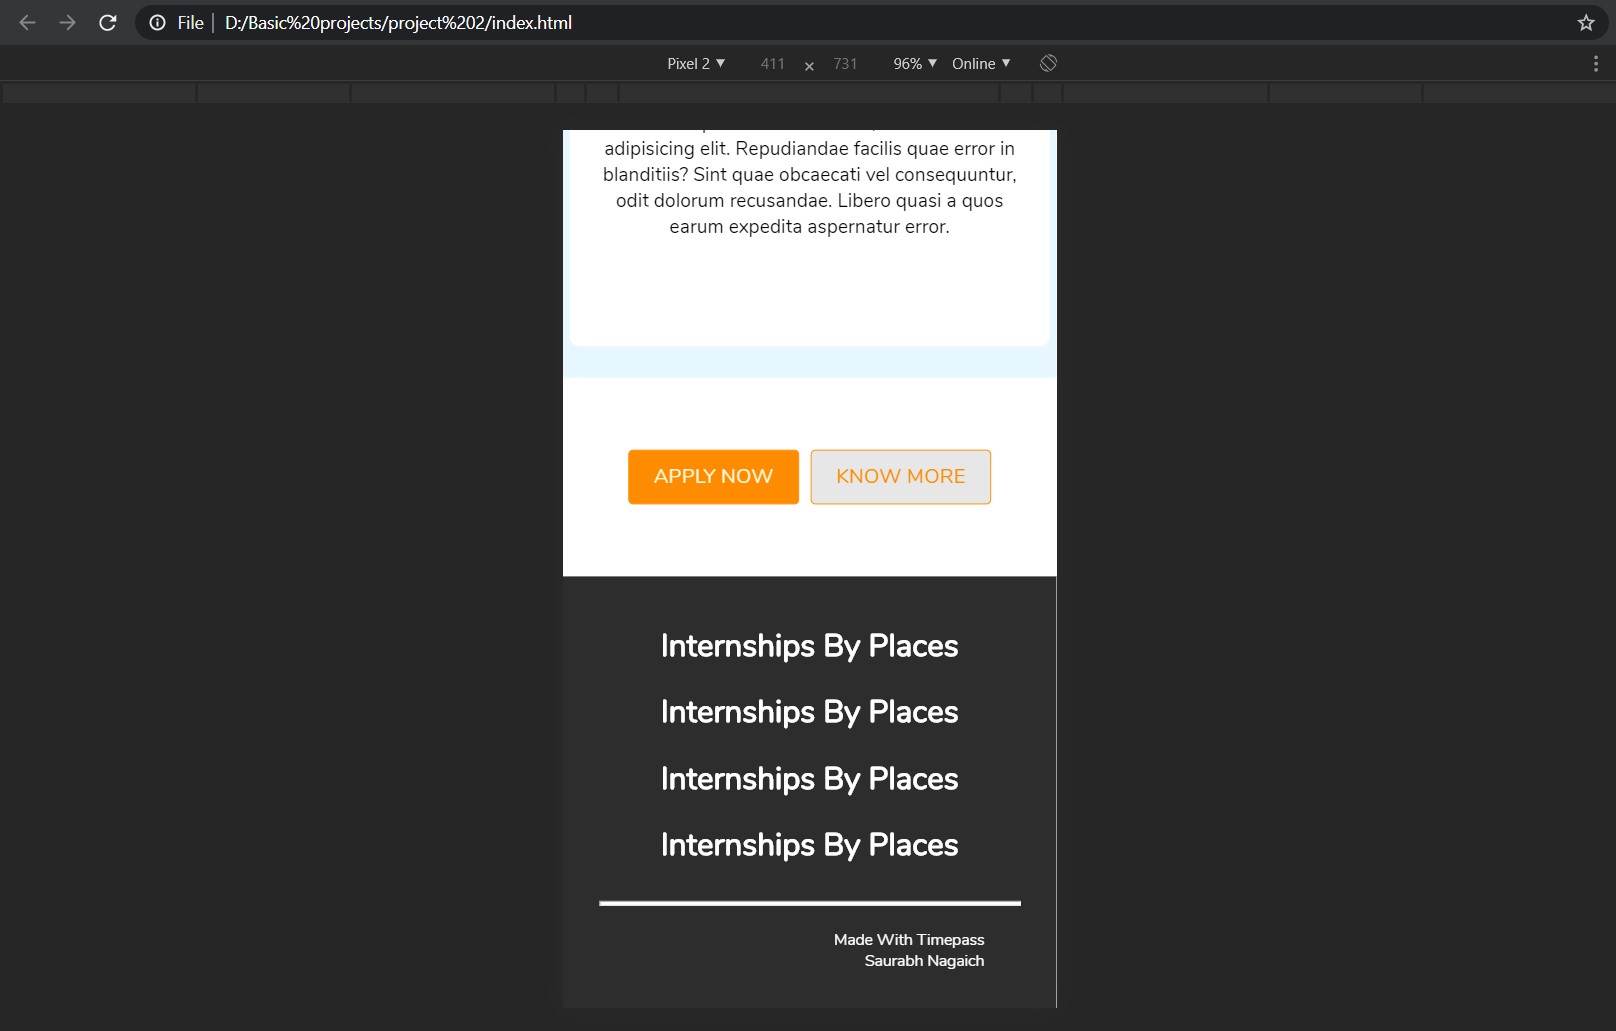 File | D:/Basic%20projects/project%202/index.html
Pixel 2 ▼ 411 × 731 96% ▼ Online ▼
adipisicing elit. Repudiandae facilis quae error in
blanditiis? Sint quae obcaecati vel consequuntur,
odit dolorum recusandae. Libero quasi a quos
earum expedita aspernatur error.
APPLY NOW KNOW MORE
Internships By Places
Internships By Places
Internships By Places
Internships By Places
Made With Timepass
Saurabh Nagaich